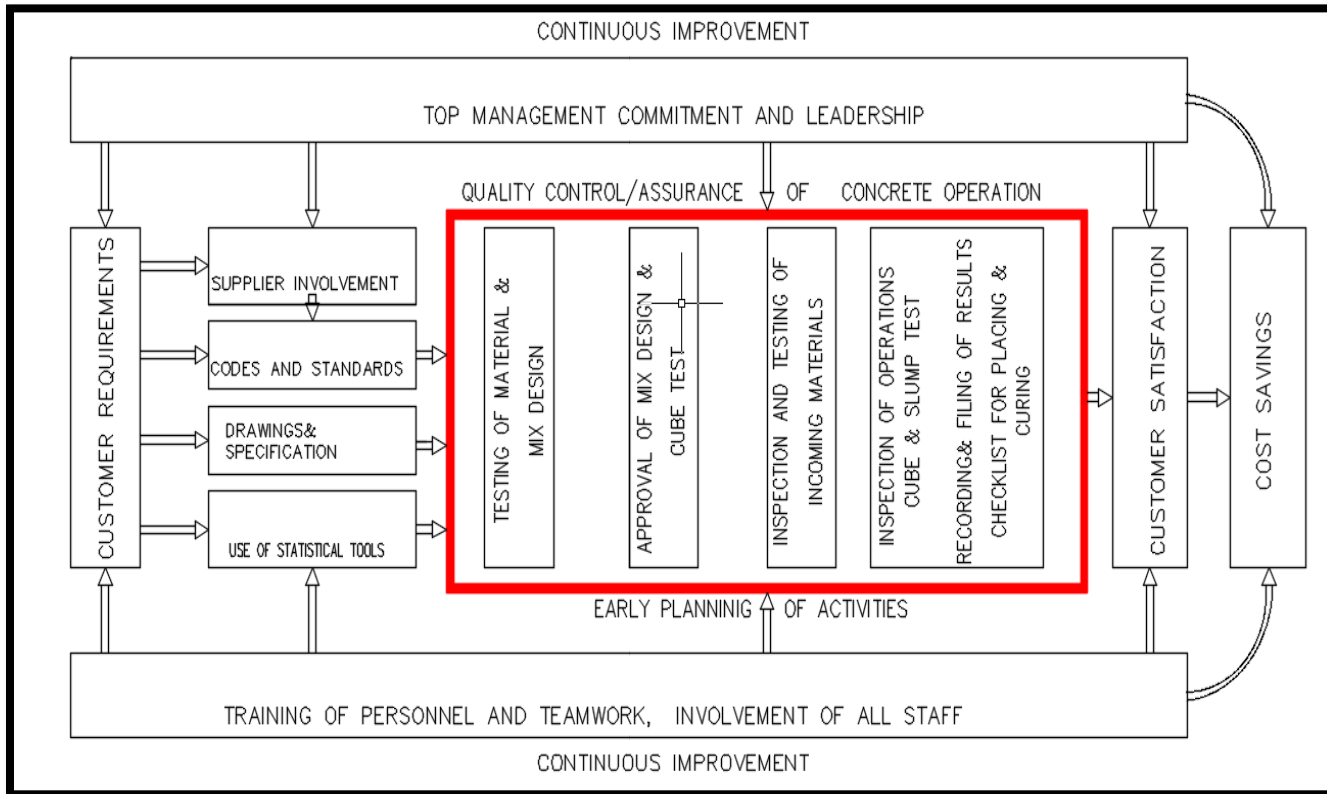 CONTINUOUS IMPROVEMENT
TOP MANAGEMENT COMMITMENT AND LEADERSHIP
QUALITY CONTROL/ASSURANCE OF CONCRETE OPERATION
CUSTOMER REQUIREMENTS
SUPPLIER INVOLVEMENT
CODES AND STANDARDS
DRAWINGS&
SPECIFICATION
USE OF STATISTICAL TOOLS
TESTING OF MATERIAL &
MIX DESIGN
APPROVAL OF MIX DESIGN &
CUBE TEST
INSPECTION AND TESTING OF
INCOMING MATERIALS
INSPECTION OF OPERATIONS
CUBE & SLUMP TEST
RECORDING& FILING OF RESULTS
CHECKLIST FOR PLACING &
CURING
CUSTOMER SATISFACTION
COST SAVINGS
EARLY PLANNINIG OF ACTIVITIES
TRAINING OF PERSONNEL AND TEAMWORK, INVOLVEMENT OF ALL STAFF
CONTINUOUS IMPROVEMENT